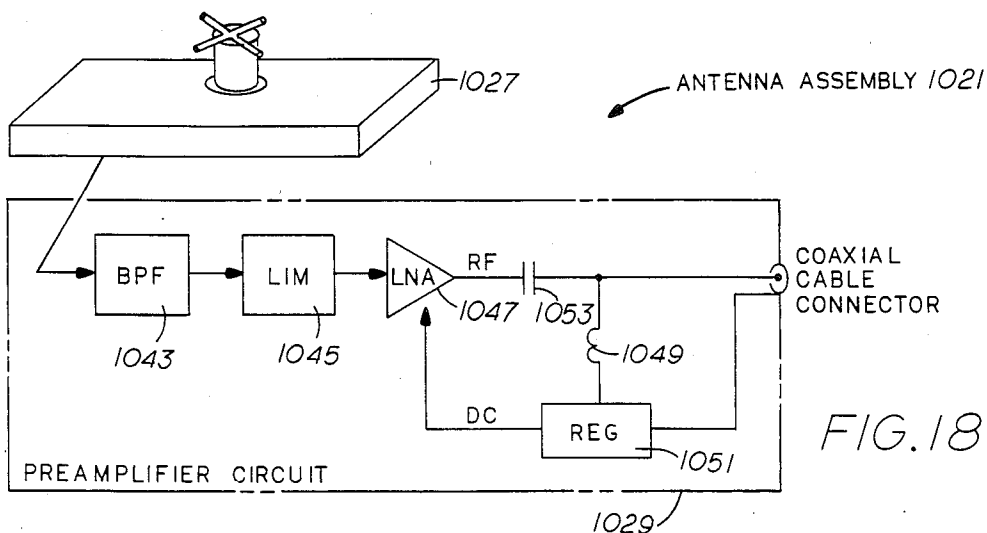 1027
ANTENNA ASSEMBLY 1021
BPF
LIM
LNA
RF
1047
1053
COAXIAL
CABLE
CONNECTOR
1043
1045
1049
DC
REG
1051
FIG.18
PREAMPLIFIER CIRCUIT
1029